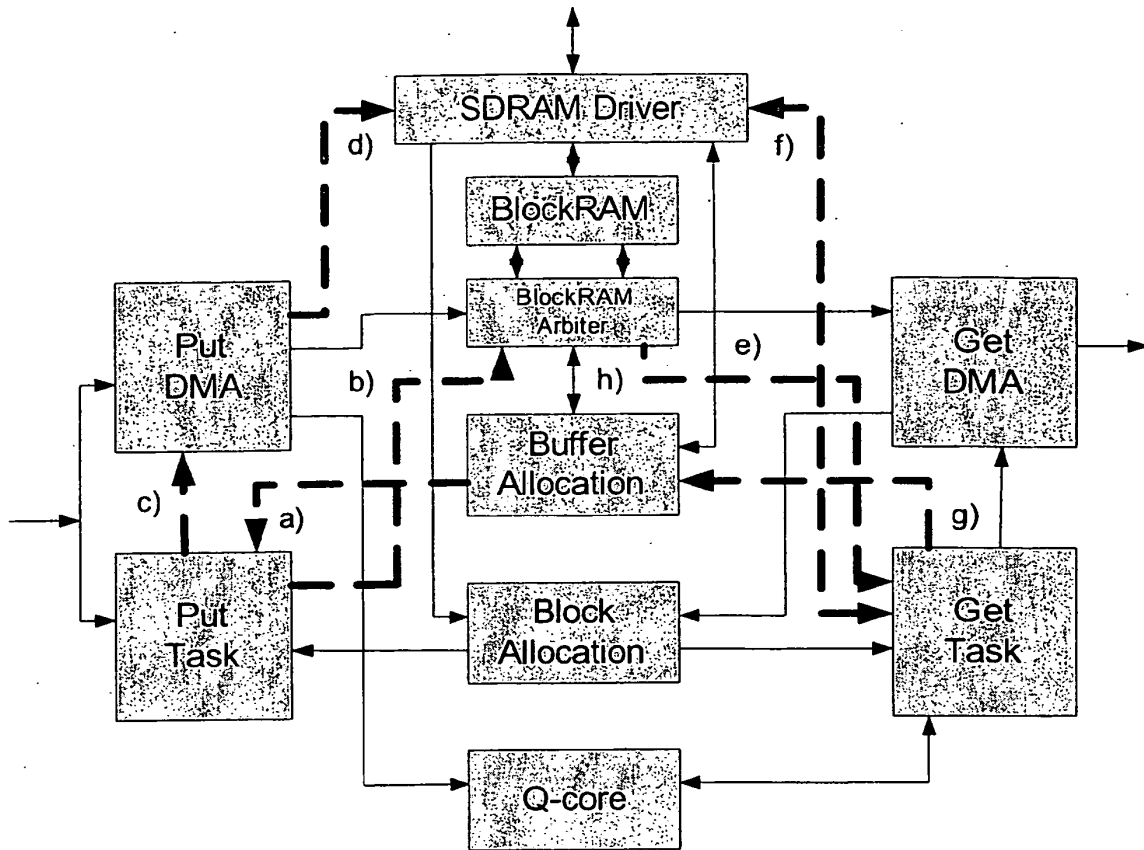 SDRAM Driver
d)
f)
BlockRAM
BlockRAM
Arbiter
Put
DMA
Get
DMA
b)
h)
e)
Buffer
Allocation
c)
a)
g)
Put
Task
Block
Allocation
Get
Task
Q-core